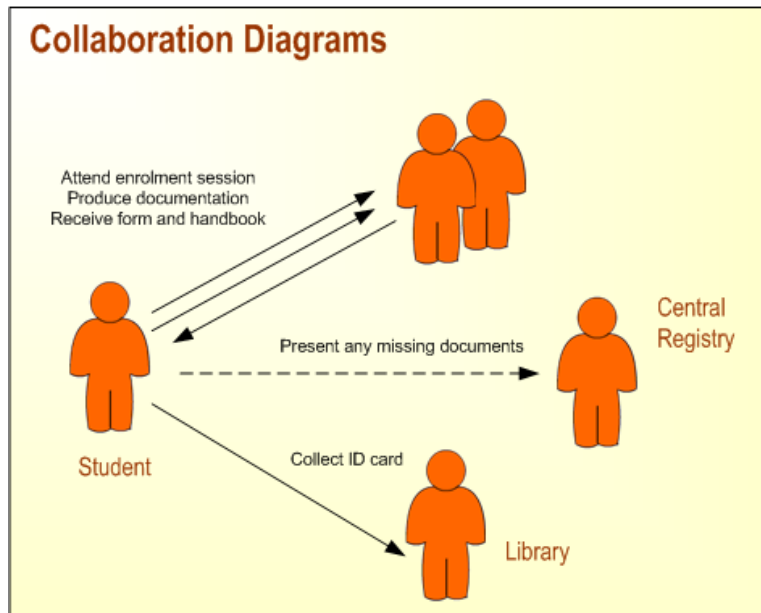 Collaboration Diagrams
Attend enrolment session
Produce documentation
Receive form and handbook
Central
Registry
Present any missing documents
Student
Collect ID card
Library